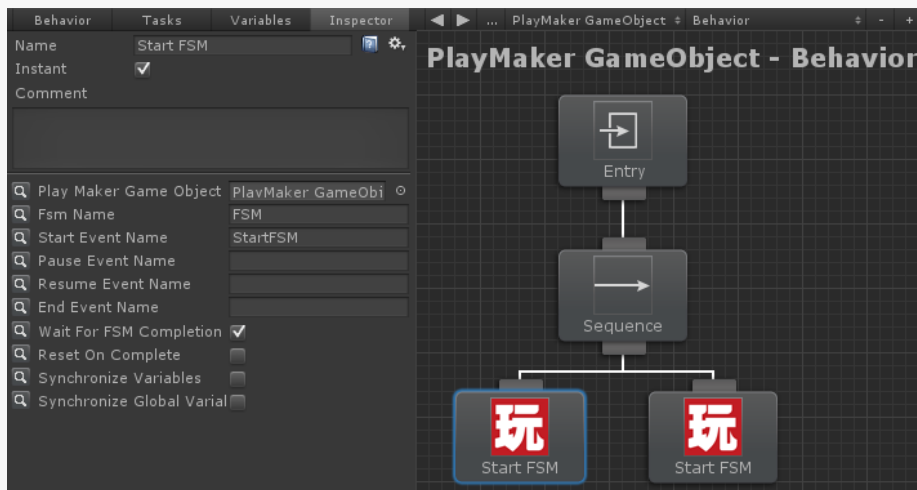 Behavior Tasks Variables Inspector
Name Start FSM
Instant
Comment
Play Maker Game Object PlayMaker GameObj
Fsm Name FSM
Start Event Name StartFSM
Pause Event Name
Resume Event Name
End Event Name
Wait For FSM Completion
Reset On Complete
Synchronize Variables
Synchronize Global Varial
... PlayMaker GameObject Behavior - +
PlayMaker GameObject - Behavior
Entry
Sequence
玩 玩
Start FSM Start FSM